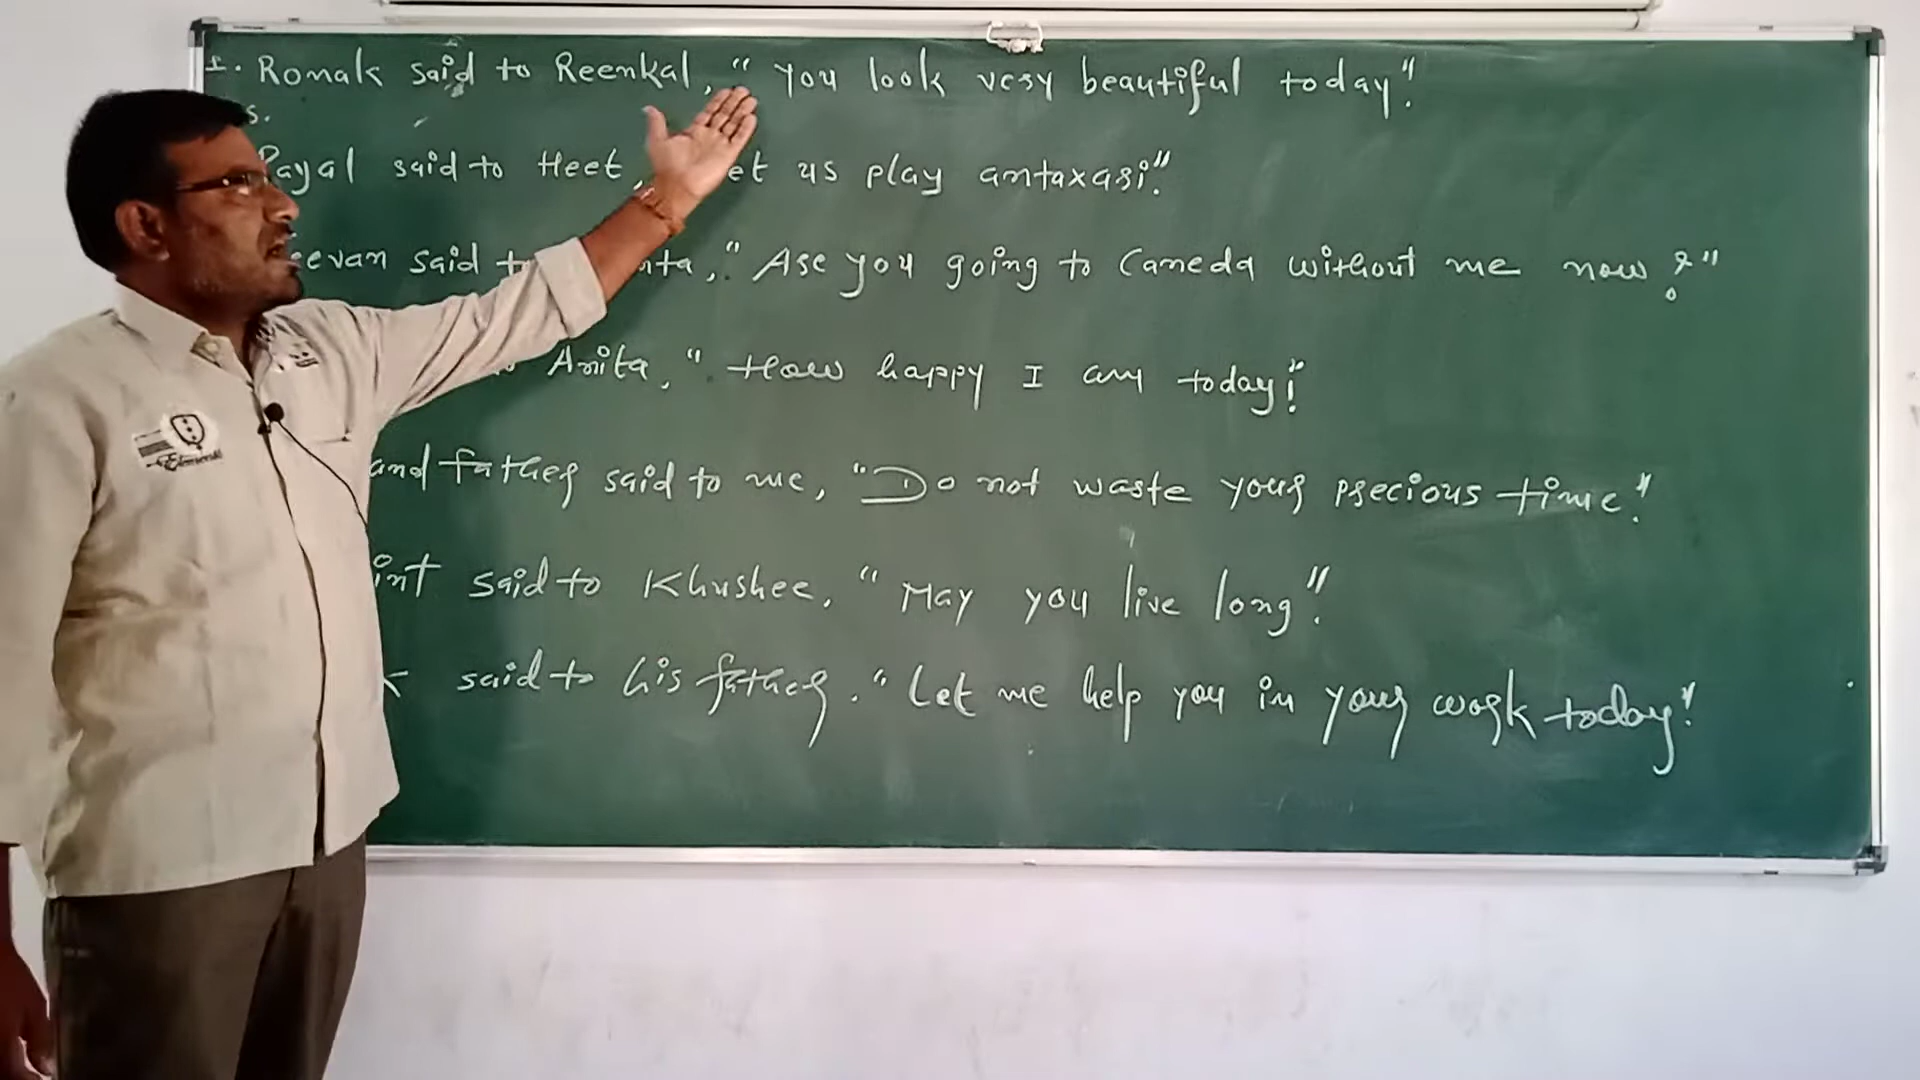 1. Ronak said to Reenkal, " you look very beautiful today".
s.
Payal said to Heet, et us play antaxari."
eevan said t nta, " Are you going to Caneda without me now ? "
Anita, " How happy I am today!"
and father said to me, "Do not waste your precious time."
int said to Khushee, " May you live long".
said to his father. " Let me help you in your work today".